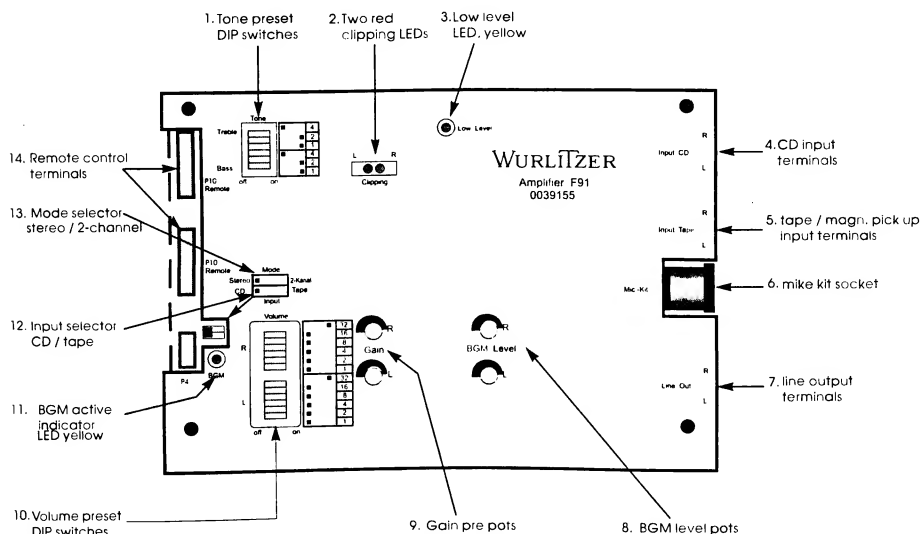 1. Tone preset
DIP switches
2. Two red
clipping LEDs
3. Low level
LED, yellow
Tone
Treble
Bass
off on
4
2
1
4
2
1
L R
Clipping
Low Level
WURLITZER
Amplifier F91
0039155
R
Input CD
L
4. CD input
terminals
14. Remote control
terminals
P10
Remote
13. Mode selector
stereo / 2-channel
P10
Remote
Mode
Stereo 2-Kanal
CD Tape
Input
R
Input Tape
L
5. tape / magn. pick up
input terminals
Mic-Kit
6. mike kit socket
12. Input selector
CD / tape
Volume
R
L
off on
16
8
4
2
1
32
16
8
4
2
1
R
Gain
L
R
BGM Level
L
R
Line Out
L
7. line output
terminals
P4
BGM
11. BGM active
indicator
LED yellow
10. Volume preset
DIP switches
9. Gain pre pots
8. BGM level pots